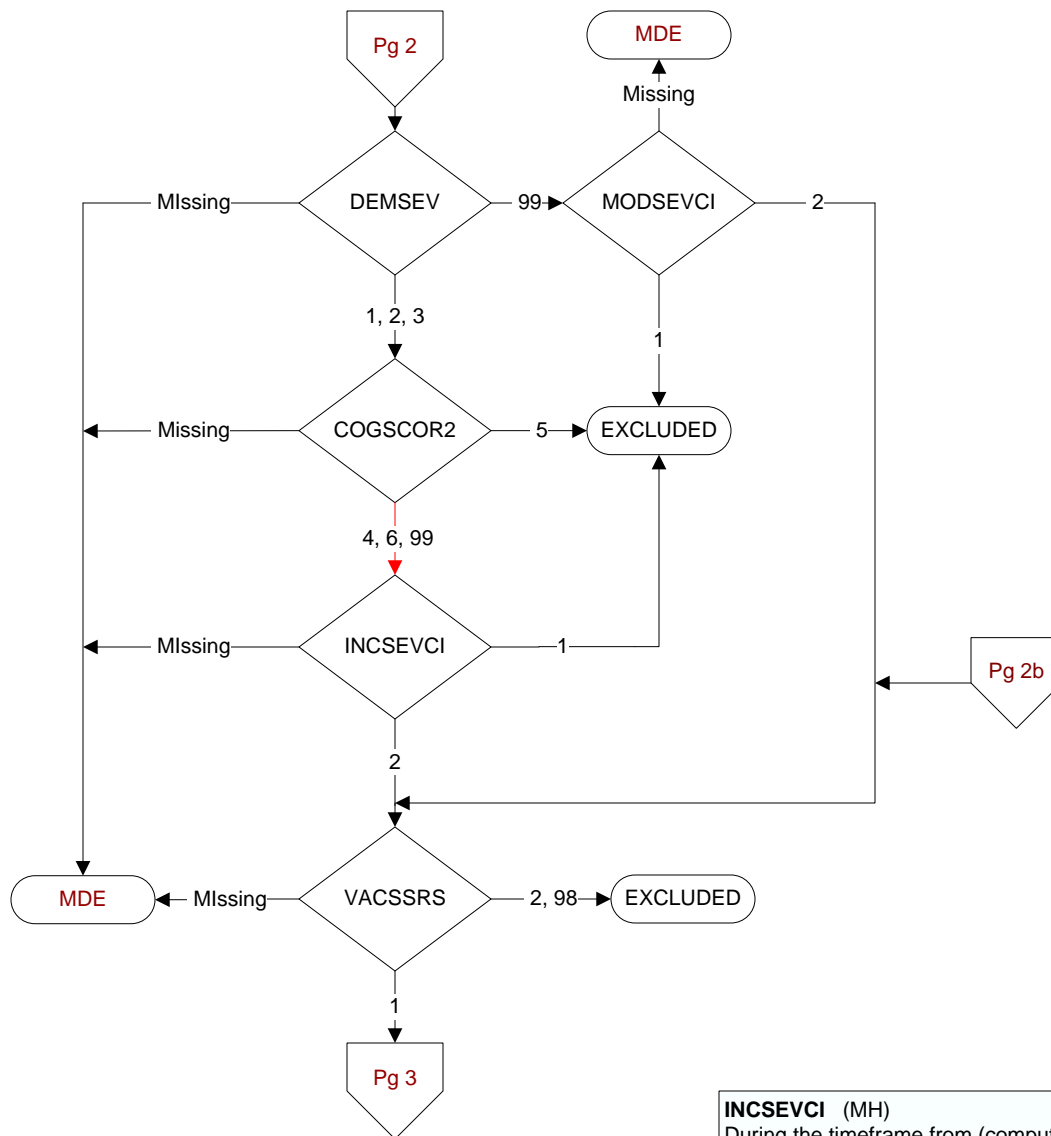 Pg 2
MDE
Missing
MIssing
DEMSEV
99
MODSEVCI
2
1, 2, 3
1
Missing
COGSCOR2
5
EXCLUDED
4, 6, 99
MIssing
INCSEVCI
1
Pg 2b
2
MDE
MIssing
VACSSRS
2, 98
EXCLUDED
1
Pg 3
INCSEVCI (MH)
During the timeframe from (comput